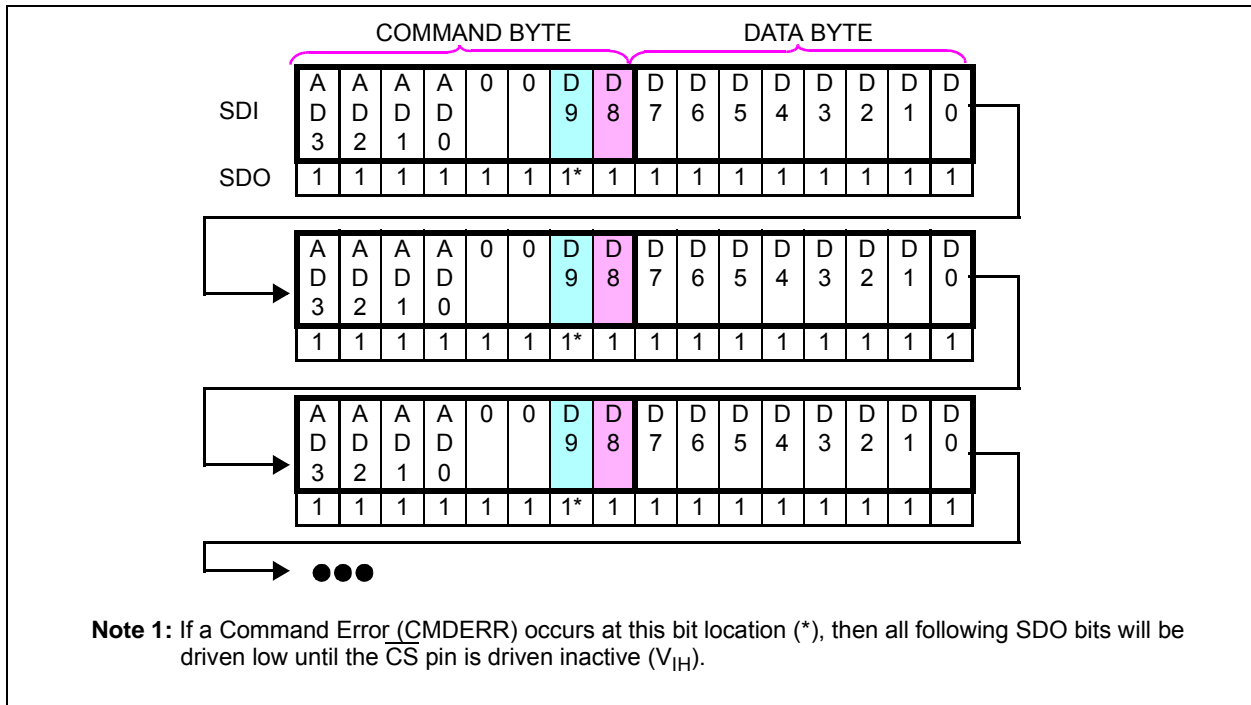 COMMAND BYTE DATA BYTE
SDI
A A A A 0 0 D D D D D D D D D D
D D D D 9 8 7 6 5 4 3 2 1 0
3 2 1 0
SDO 1 1 1 1 1 1 1* 1 1 1 1 1 1 1 1 1
A A A A 0 0 D D D D D D D D D D
D D D D 9 8 7 6 5 4 3 2 1 0
3 2 1 0
1 1 1 1 1 1 1* 1 1 1 1 1 1 1 1 1
A A A A 0 0 D D D D D D D D D D
D D D D 9 8 7 6 5 4 3 2 1 0
3 2 1 0
1 1 1 1 1 1 1* 1 1 1 1 1 1 1 1 1
Note 1: If a Command Error (CMDERR) occurs at this bit location (*), then all following SDO bits will be
driven low until the CS pin is driven inactive (VIH).